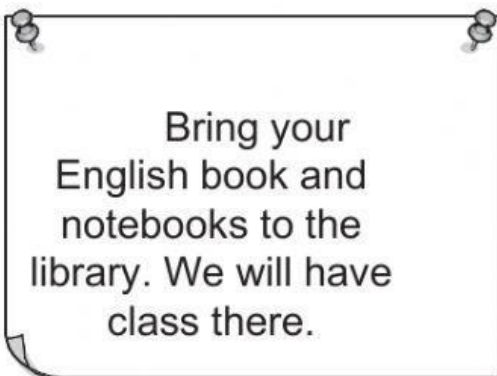 Bring your
English book and
notebooks to the
library. We will have
class there.